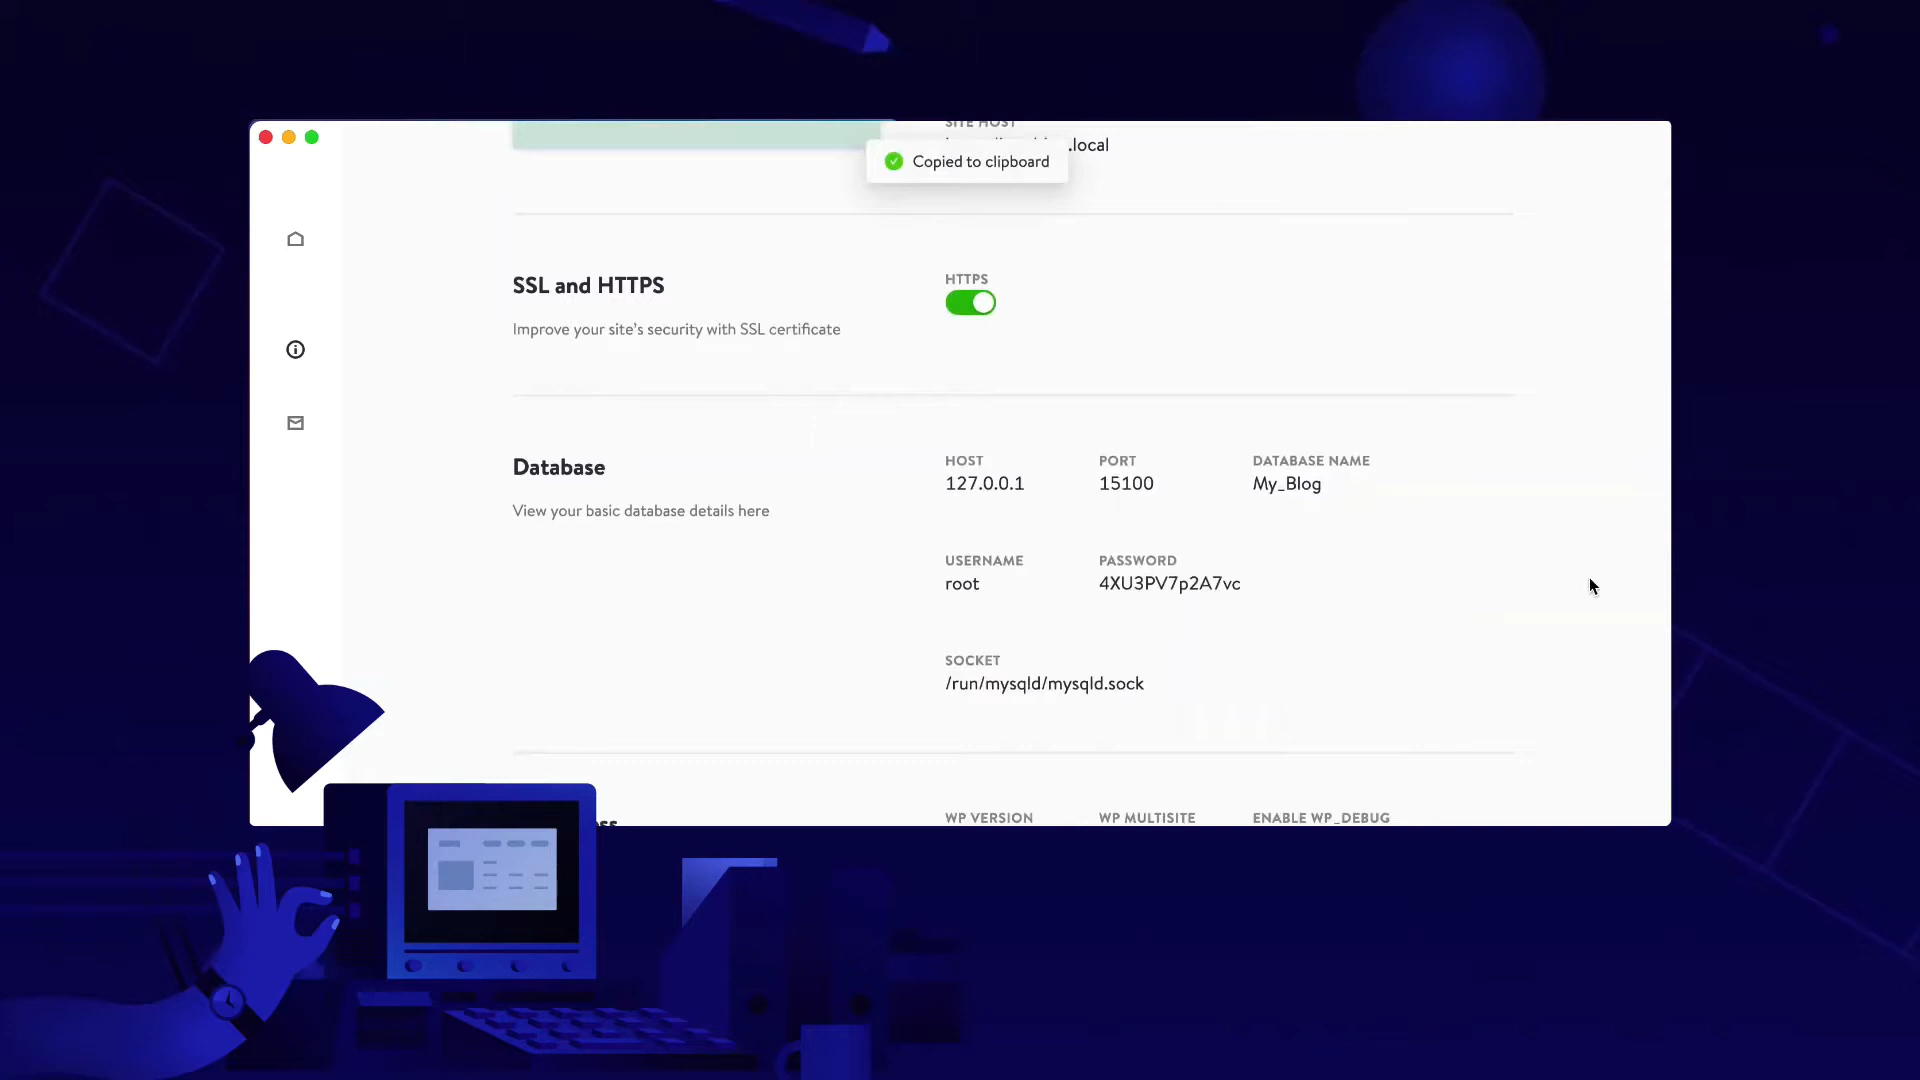 SITE HOST
.local
Copied to clipboard
SSL and HTTPS
HTTPS
Improve your site's security with SSL certificate
Database
HOST
PORT
DATABASE NAME
127.0.0.1
15100
My_Blog
View your basic database details here
USERNAME
PASSWORD
root
4XU3PV7p2A7vc
SOCKET
/run/mysqld/mysqld.sock
WP VERSION
WP MULTISITE
ENABLE WP_DEBUG